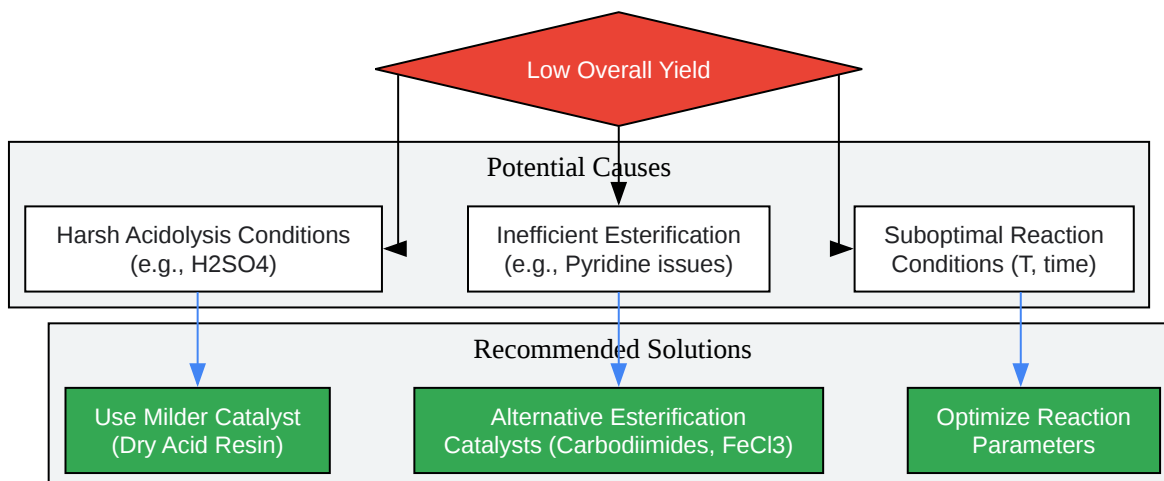 Low Overall Yield
Potential Causes
Harsh Acidolysis Conditions
(e.g., H2SO4)
Inefficient Esterification
(e.g., Pyridine issues)
Suboptimal Reaction
Conditions (T, time)
Recommended Solutions
Use Milder Catalyst
(Dry Acid Resin)
Alternative Esterification
Catalysts (Carbodiimides, FeCl3)
Optimize Reaction
Parameters